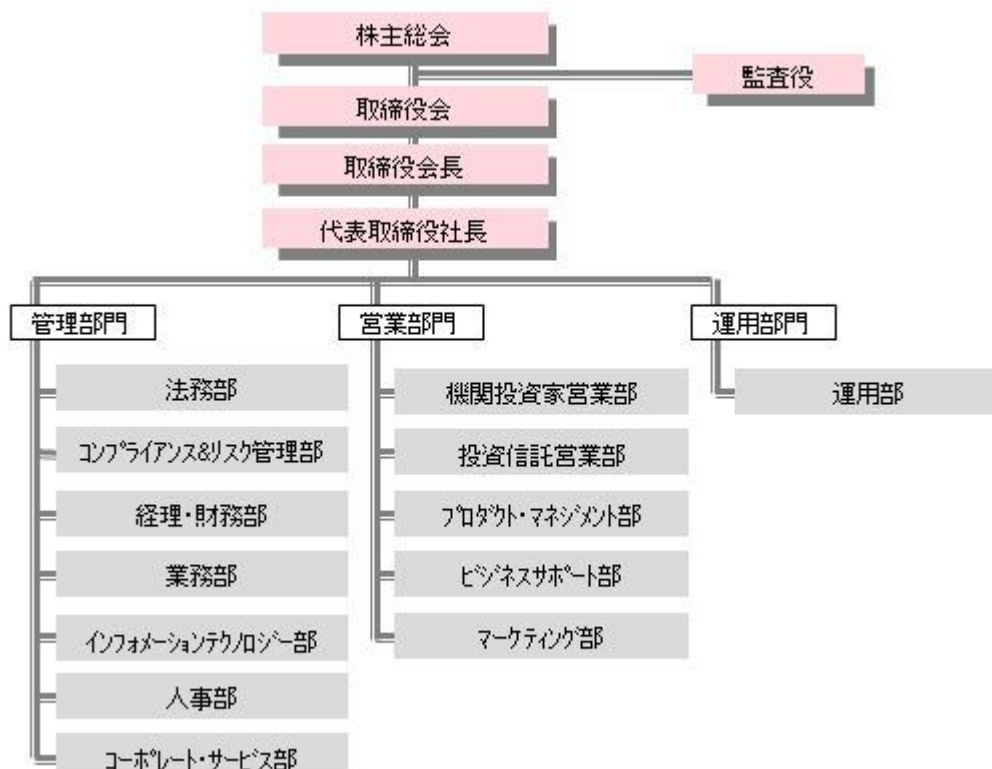 株主総会
監査役
取締役会
取締役会長
代表取締役社長
管理部門
営業部門
運用部門
法務部
コンプライアンス&リスク管理部
経理・財務部
業務部
インフォメーションテクノロジー部
人事部
コーポレート・サービス部
機関投資家営業部
投資信託営業部
プロダクト・マネジメント部
ビジネスサポート部
マーケティング部
運用部